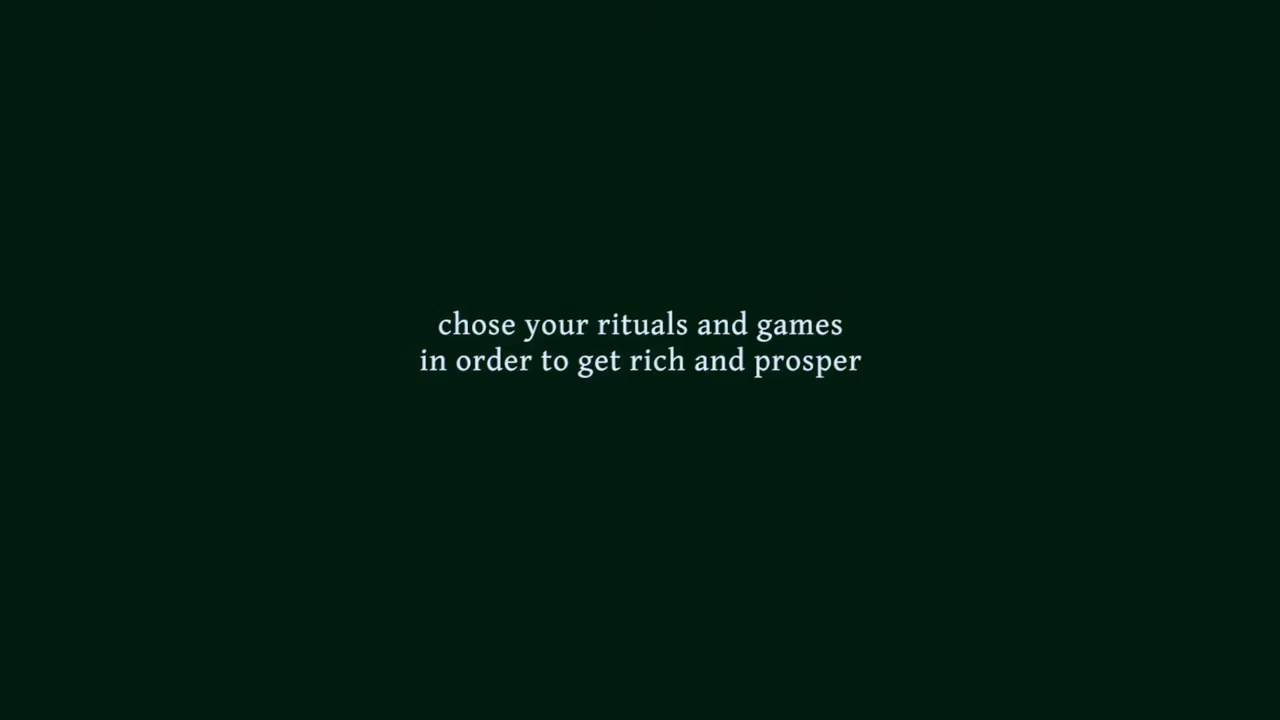 chose your rituals and games
in order to get rich and prosper